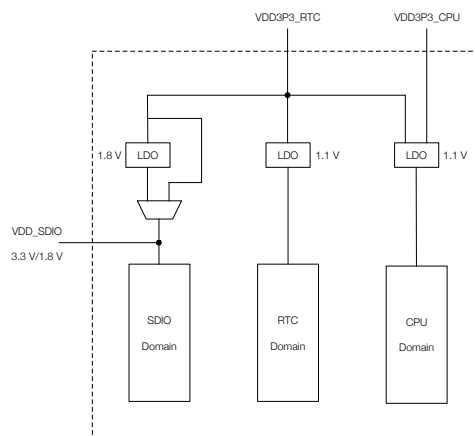 VDD3P3_RTC
VDD3P3_CPU
1.8 V
LDO
LDO
1.1 V
LDO
1.1 V
VDD_SDIO
3.3 V/1.8 V
SDIO
Domain
RTC
Domain
CPU
Domain